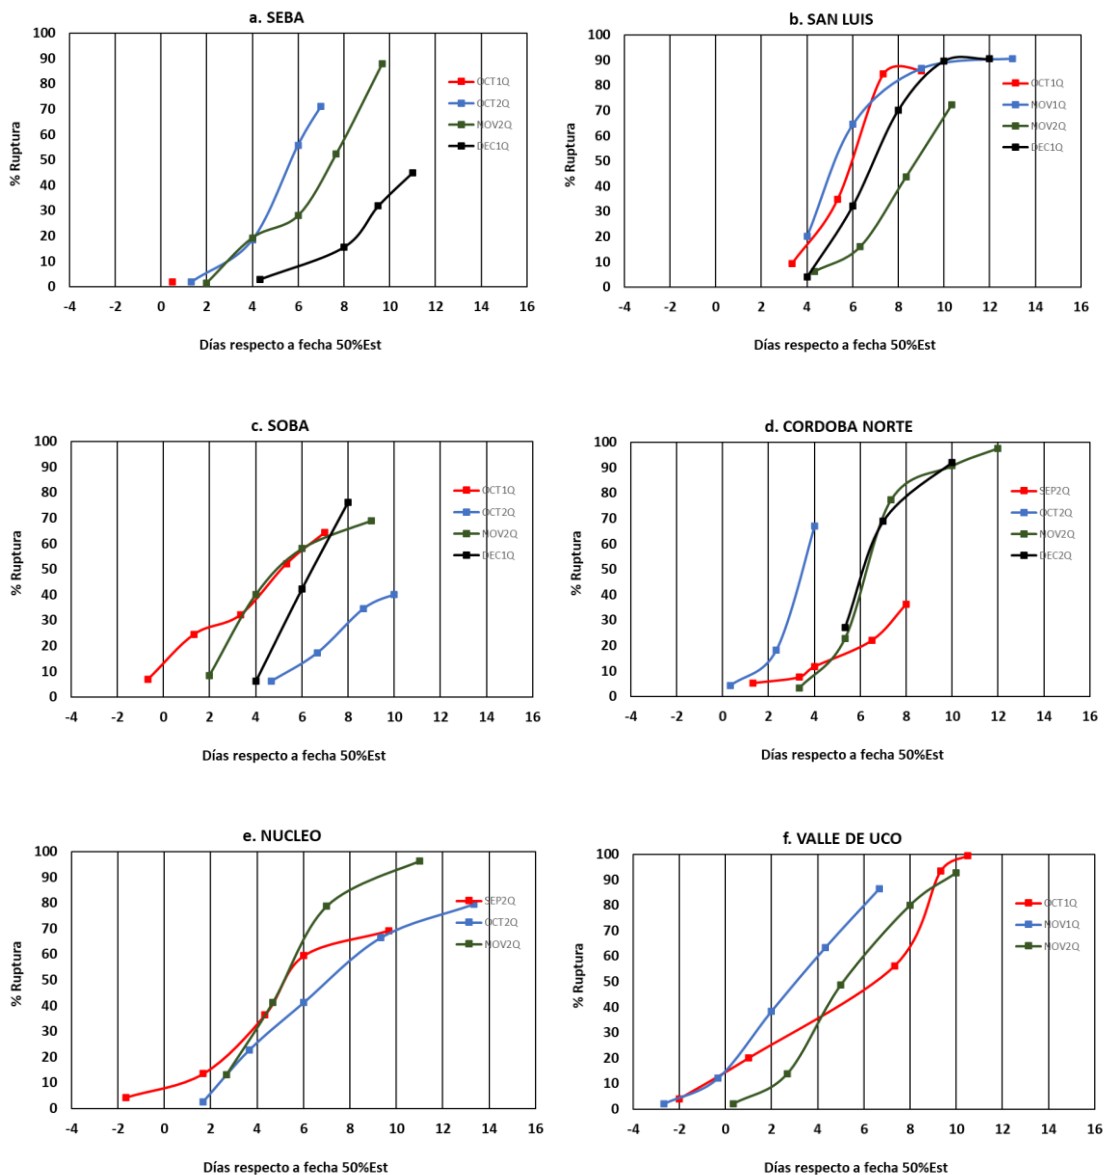 a. SEBA
% Ruptura
100
90
80
70
60
50
40
30
20
10
0
-4 -2 0 2 4 6 8 10 12 14 16
Días respecto a fecha 50%Est
OCT1Q
OCT2Q
NOV2Q
DEC1Q
b. SAN LUIS
% Ruptura
100
90
80
70
60
50
40
30
20
10
0
-4 -2 0 2 4 6 8 10 12 14 16
Días respecto a fecha 50%Est
OCT1Q
NOV1Q
NOV2Q
DEC1Q
c. SOBA
% Ruptura
100
90
80
70
60
50
40
30
20
10
0
-4 -2 0 2 4 6 8 10 12 14 16
Días respecto a fecha 50%Est
OCT1Q
OCT2Q
NOV2Q
DEC1Q
d. CORDOBA NORTE
% Ruptura
100
90
80
70
60
50
40
30
20
10
0
-4 -2 0 2 4 6 8 10 12 14 16
Días respecto a fecha 50%Est
SEP2Q
OCT2Q
NOV2Q
DEC2Q
e. NUCLEO
% Ruptura
100
90
80
70
60
50
40
30
20
10
0
-4 -2 0 2 4 6 8 10 12 14 16
Días respecto a fecha 50%Est
SEP2Q
OCT2Q
NOV2Q
f. VALLE DE UCO
% Ruptura
100
90
80
70
60
50
40
30
20
10
0
-4 -2 0 2 4 6 8 10 12 14 16
Días respecto a fecha 50%Est
OCT1Q
NOV1Q
NOV2Q